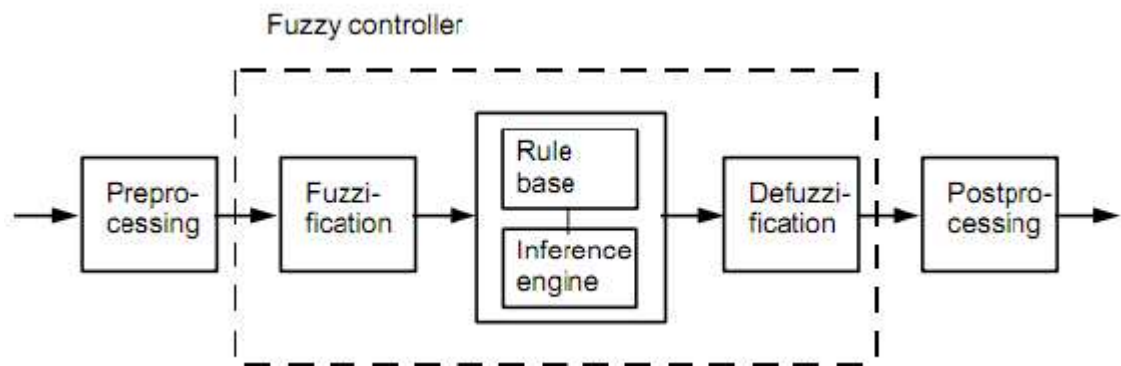 Fuzzy controller
Prepro-
cessing
Fuzzi-
fication
Rule
base
Inference
engine
Defuzzi-
fication
Postpro-
cessing